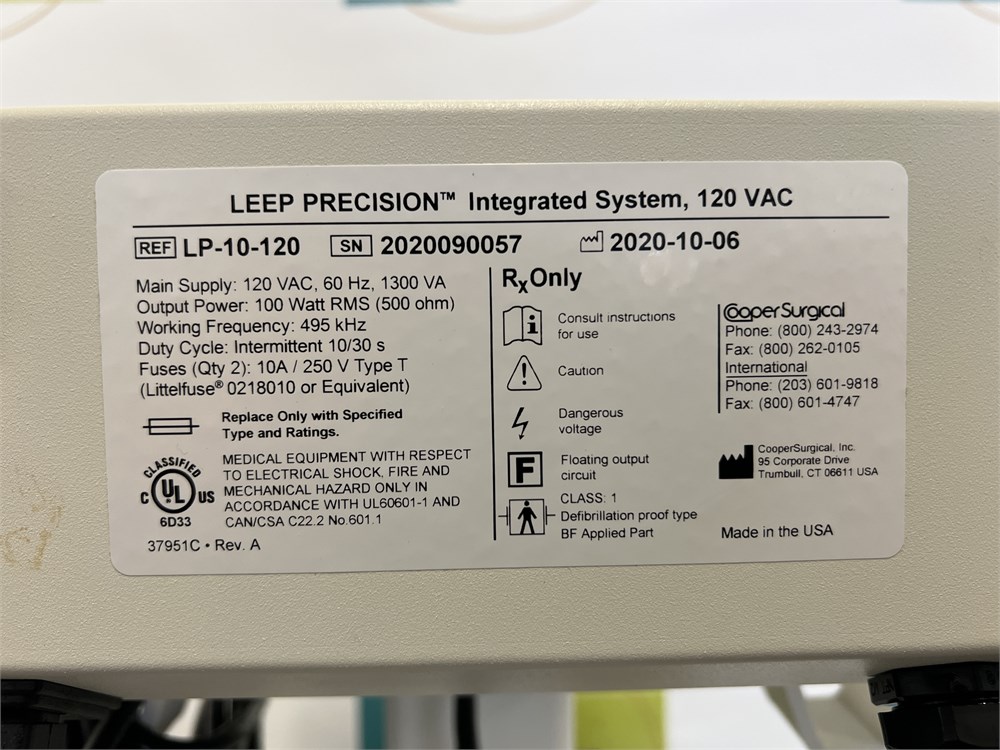 LEEP PRECISION™ Integrated System, 120 VAC
REF LP-10-120 SN 2020090057 2020-10-06
Main Supply: 120 VAC, 60 Hz, 1300 VA
Output Power: 100 Watt RMS (500 ohm)
Working Frequency: 495 kHz
Duty Cycle: Intermittent 10/30 s
Fuses (Qty 2): 10A / 250 V Type T
(Littelfuse® 0218010 or Equivalent)
Replace Only with Specified
Type and Ratings.
CLASSIFIED
C UL US
6D33
MEDICAL EQUIPMENT WITH RESPECT
TO ELECTRICAL SHOCK, FIRE AND
MECHANICAL HAZARD ONLY IN
ACCORDANCE WITH UL60601-1 AND
CAN/CSA C22.2 No.601.1
37951C • Rev. A
RxOnly
Consult instructions
for use
Caution
Dangerous
voltage
F
Floating output
circuit
CLASS: 1
Defibrillation proof type
BF Applied Part
CooperSurgical
Phone: (800) 243-2974
Fax: (800) 262-0105
International
Phone: (203) 601-9818
Fax: (800) 601-4747
CooperSurgical, Inc.
95 Corporate Drive
Trumbull, CT 06611 USA
Made in the USA